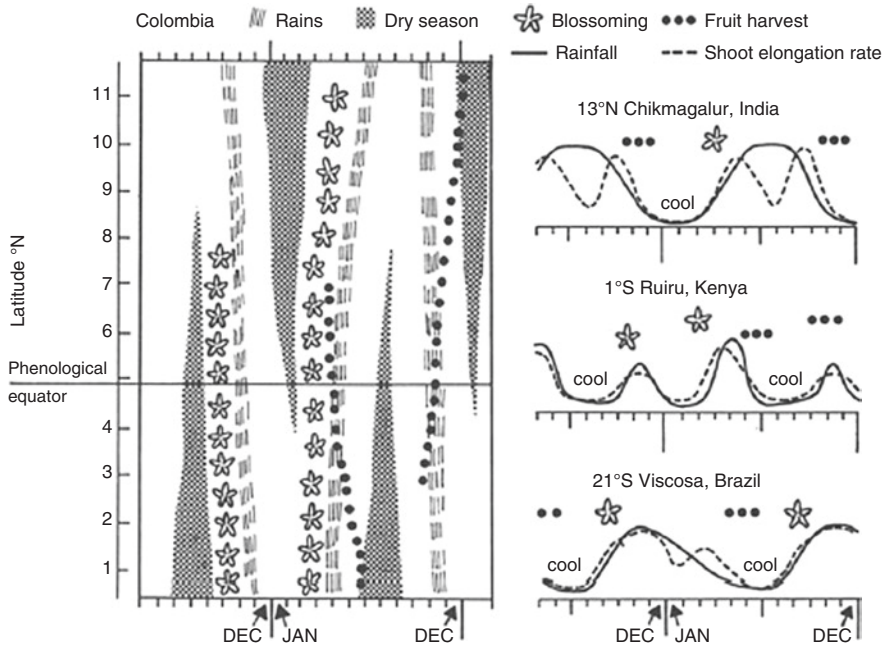 Colombia Rains Dry season Blossoming Fruit harvest
Rainfall Shoot elongation rate
Latitude °N
11
10
9
8
7
6
Phenological
equator
4
3
2
1
DEC JAN DEC
13°N Chikmagalur, India
cool
1°S Ruiru, Kenya
cool cool
21°S Viscosa, Brazil
cool cool
DEC JAN DEC